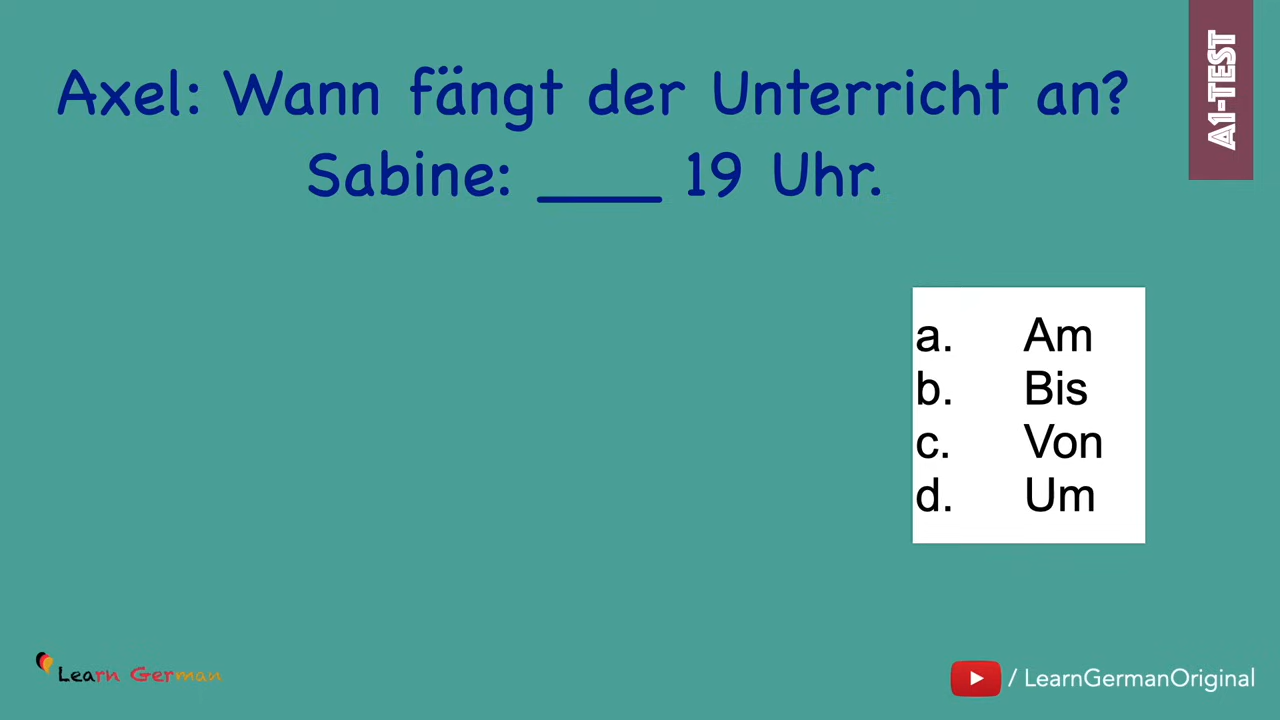 Axel: Wann fängt der Unterricht an?
Sabine: ____ 19 Uhr.
A1-TEST
a. Am
b. Bis
c. Von
d. Um
Learn German
/ LearnGermanOriginal